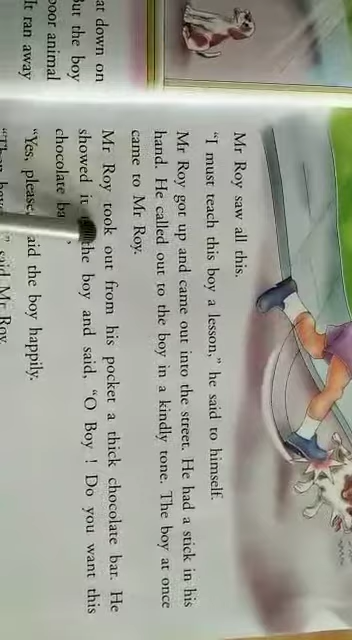 at down on
But the boy
poor animal
It ran away
Mr Roy saw all this.
"I must teach this boy a lesson," he said to himself.
Mr Roy got up and came out into the street. He had a stick in his
hand. He called out to the boy in a kindly tone. The boy at once
came to Mr Roy.
Mr Roy took out from his pocket a thick chocolate bar. He
showed it the boy and said, "O Boy ! Do you want this
chocolate ba
"Yes, please, aid the boy happily.
said Mr Roy.